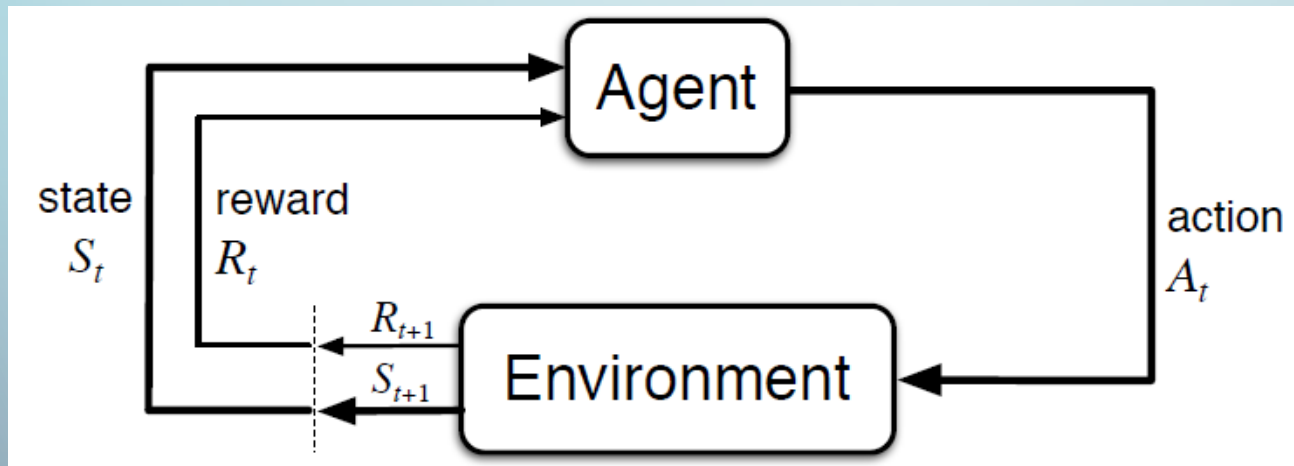 Agent
state
S_t
reward
R_t
action
A_t
R_{t+1}
S_{t+1}
Environment